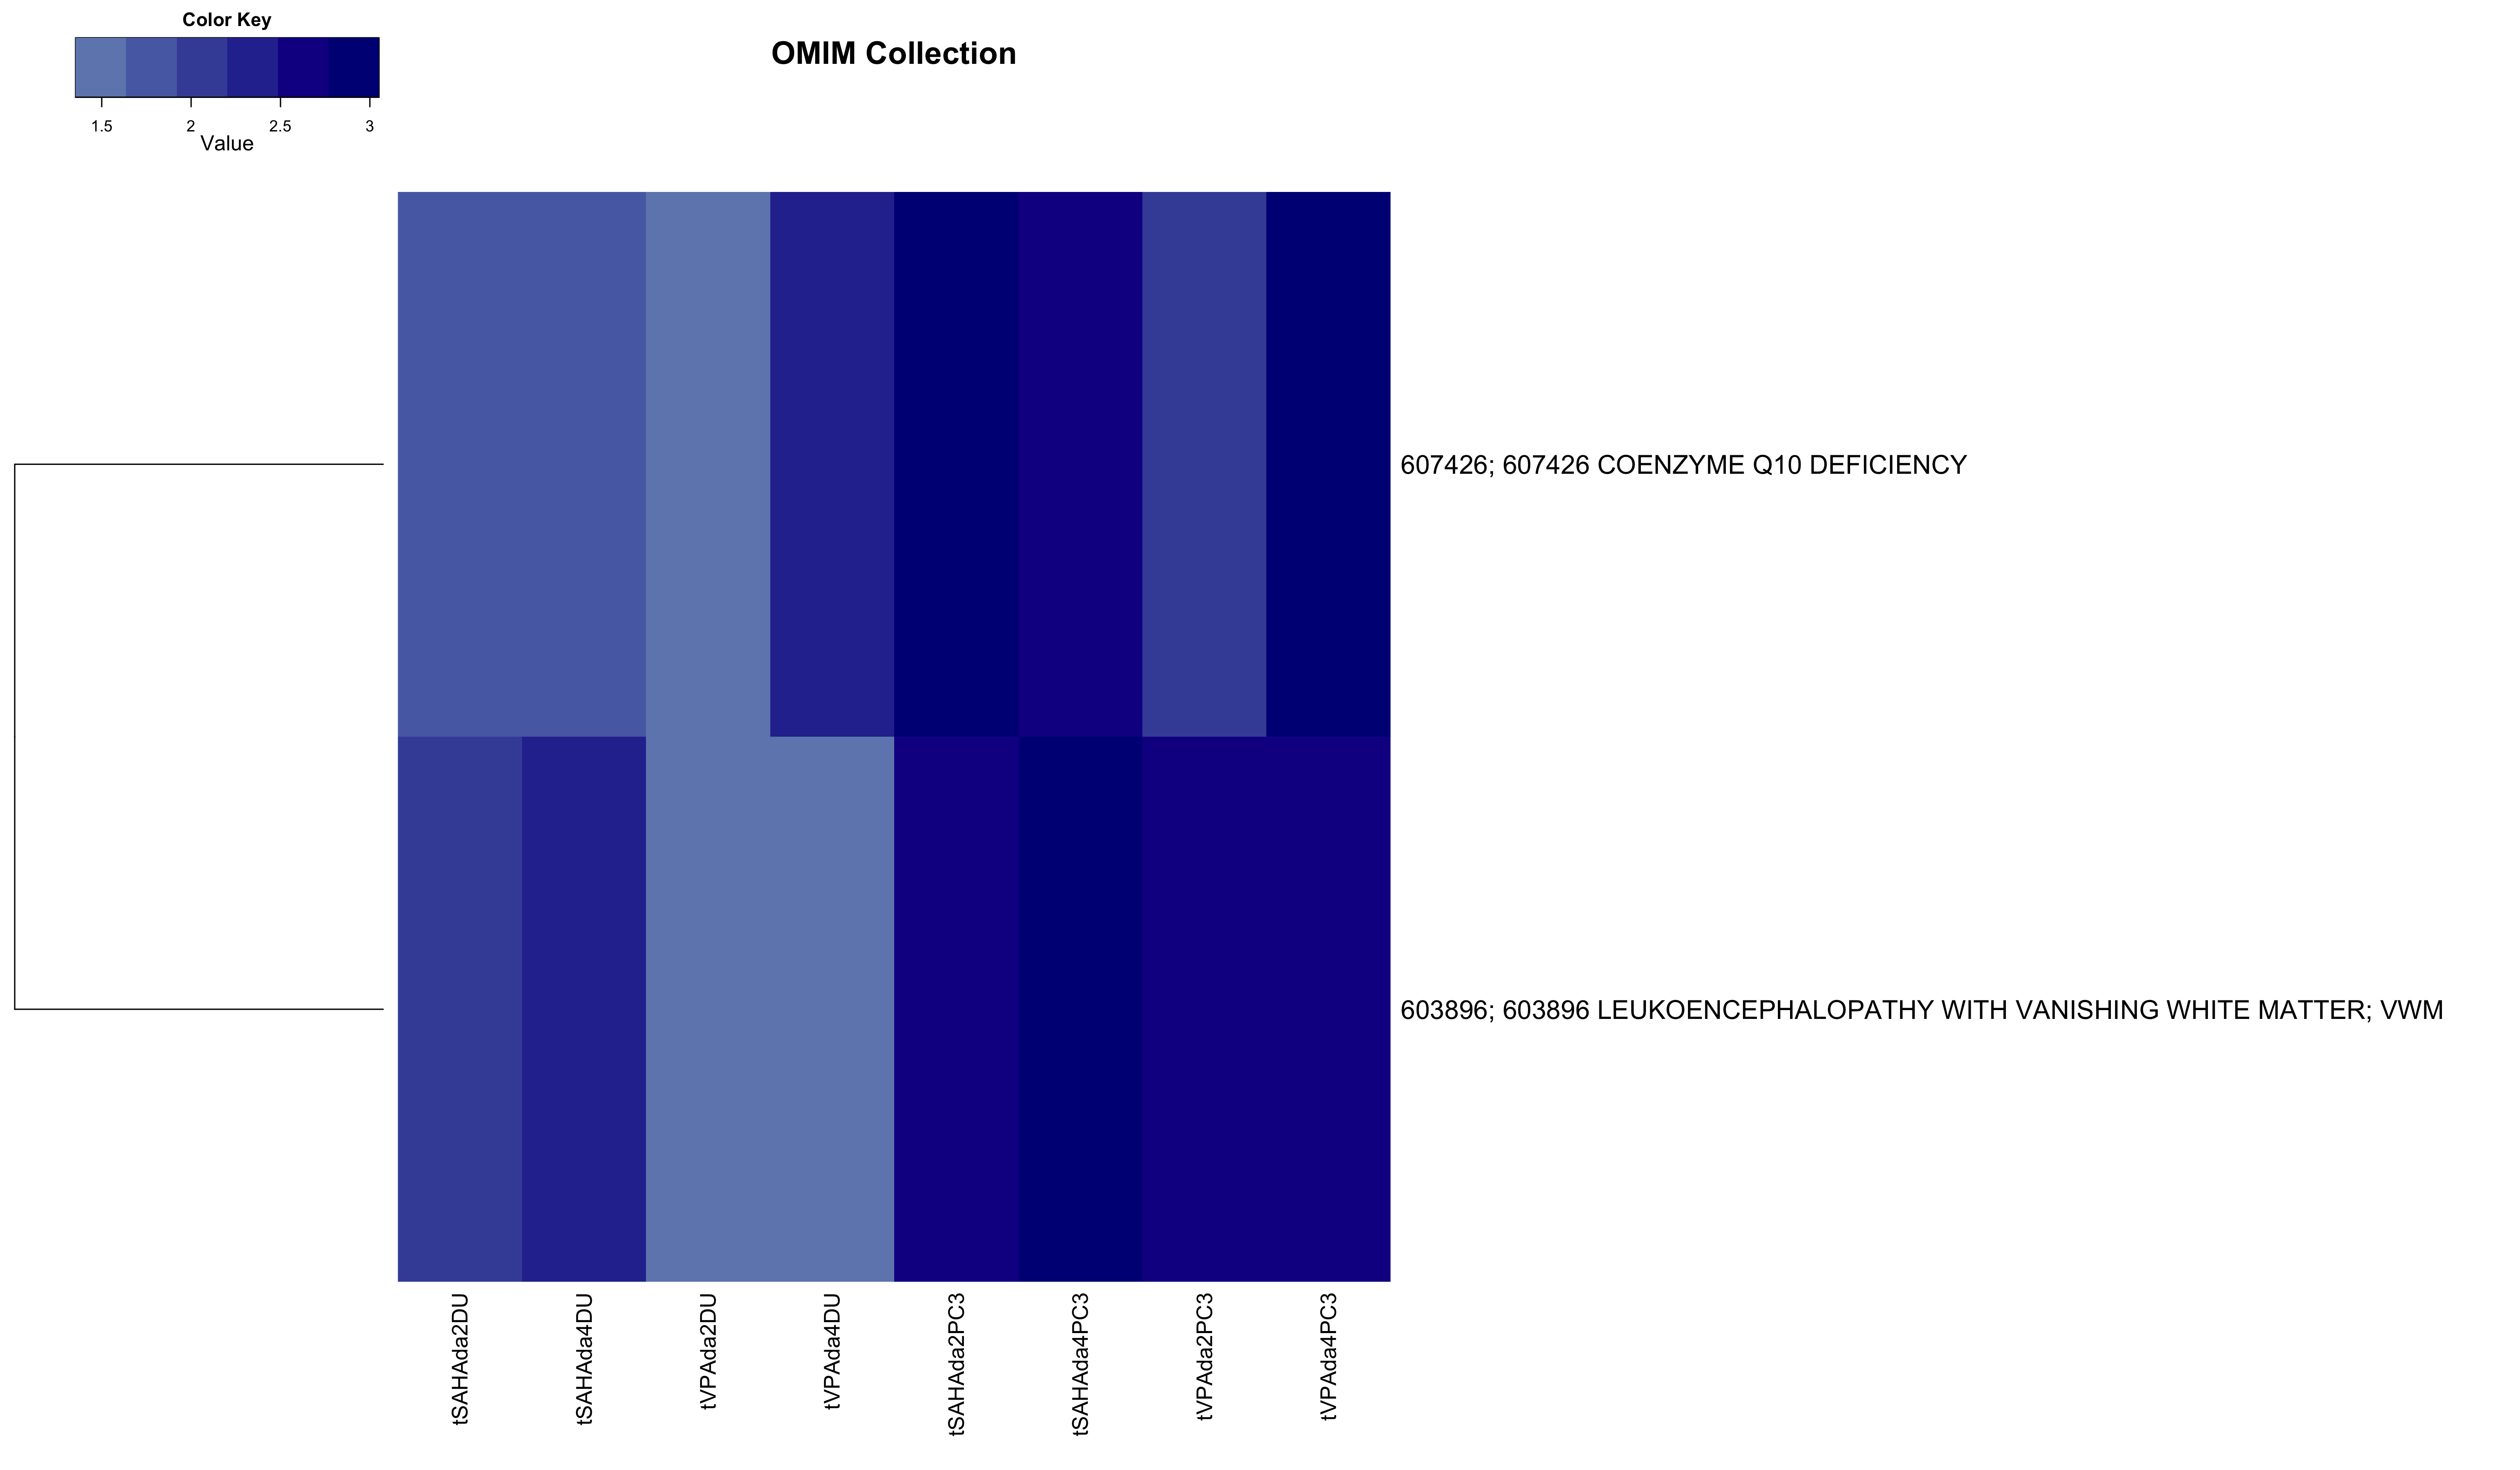 Color Key
OMIM Collection
1.5 2 2.5 3
Value
607426; 607426 COENZYME Q10 DEFICIENCY
603896; 603896 LEUKOENCEPHALOPATHY WITH VANISHING WHITE MATTER; VWM
tSAHAda2DU
tSAHAda4DU
tVPAda2DU
tVPAda4DU
tSAHAda2PC3
tSAHAda4PC3
tVPAda2PC3
tVPAda4PC3